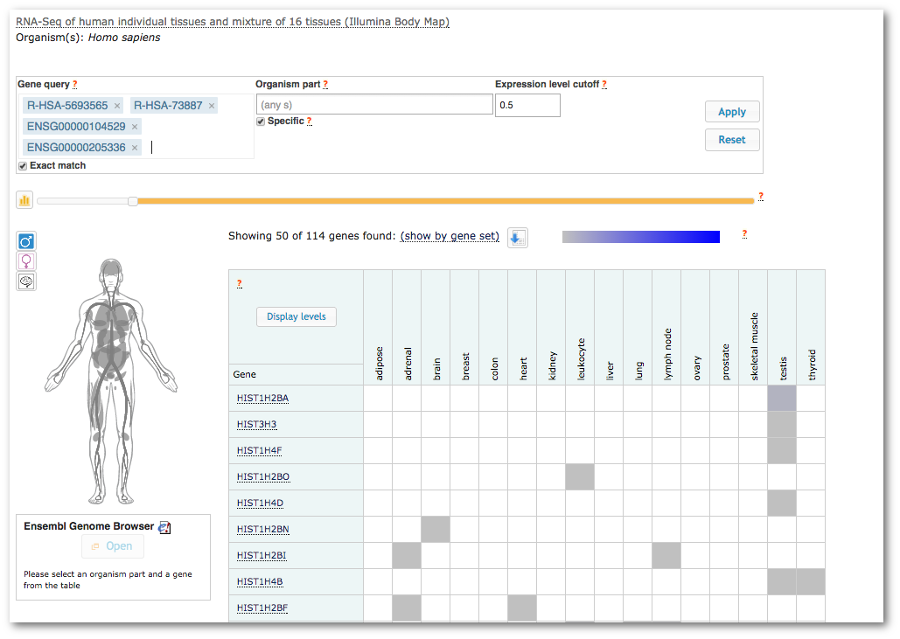 RNA-Seq of human individual tissues and mixture of 16 tissues (Illumina Body Map)
Organism(s): Homo sapiens
Gene query ?
Organism part ?
Expression level cutoff ?
R-HSA-5693565 × R-HSA-73887 ×
(any s)
0.5
Apply
ENSG00000104529 ×
Specific ?
Reset
ENSG00000205336 ×
Exact match
?
Showing 50 of 114 genes found: (show by gene set)
?
?
Display levels
Gene
adipose
adrenal
brain
breast
colon
heart
kidney
leukocyte
liver
lung
lymph node
ovary
prostate
skeletal muscle
testis
thyroid
HIST1H2BA
HIST3H3
HIST1H4F
HIST1H2BO
HIST1H4D
HIST1H2BN
HIST1H2BI
HIST1H4B
HIST1H2BF
Ensembl Genome Browser
Open
Please select an organism part and a gene
from the table